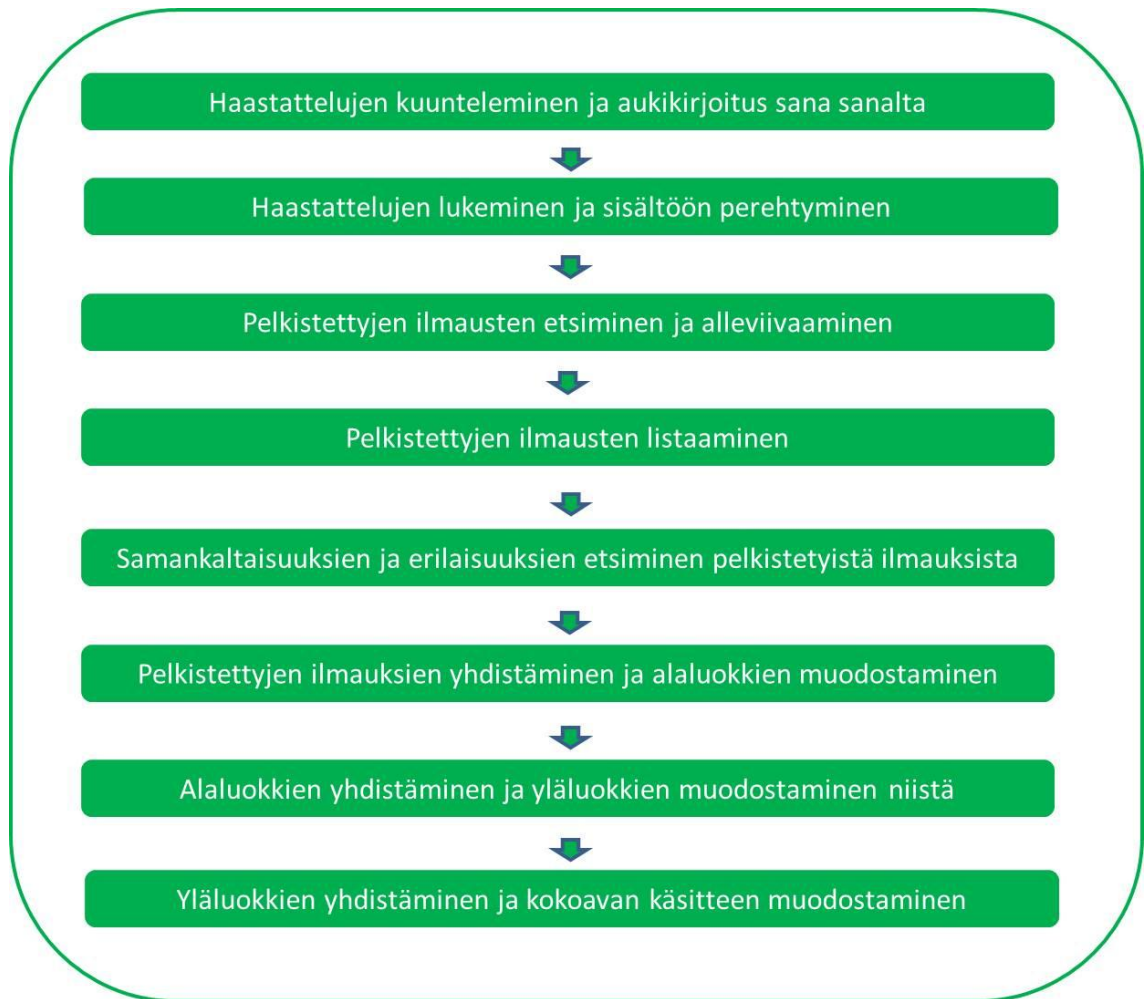 Haastattelujen kuunteleminen ja aukikirjoitus sana sanalta
Haastattelujen lukeminen ja sisältöön perehtyminen
Pelkistettyjen ilmausten etsiminen ja alleviivaaminen
Pelkistettyjen ilmausten listaaminen
Samankaltaisuuksien ja erilaisuuksien etsiminen pelkistetyistä ilmauksista
Pelkistettyjen ilmauksien yhdistäminen ja alaluokkien muodostaminen
Alaluokkien yhdistäminen ja yläluokkien muodostaminen niistä
Yläluokkien yhdistäminen ja kokoavan käsitteen muodostaminen